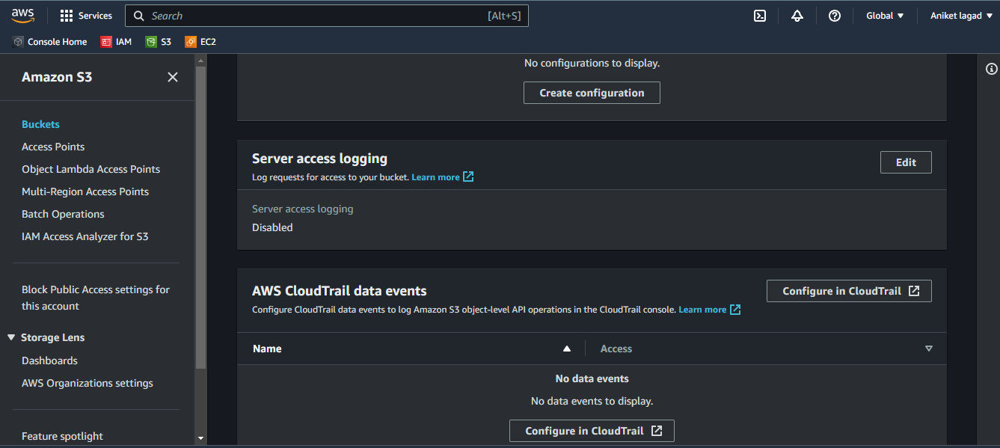 aws
Services
Search
[Alt+S]
Global
Aniket lagad
Console Home
IAM
S3
EC2
Amazon S3
Buckets
Access Points
Object Lambda Access Points
Multi-Region Access Points
Batch Operations
IAM Access Analyzer for S3
Block Public Access settings for
this account
Storage Lens
Dashboards
AWS Organizations settings
Feature spotlight
No configurations to display.
Create configuration
Server access logging
Edit
Log requests for access to your bucket. Learn more
Server access logging
Disabled
AWS CloudTrail data events
Configure in CloudTrail
Configure CloudTrail data events to log Amazon S3 object-level API operations in the CloudTrail console. Learn more
Name
Access
No data events
No data events to display.
Configure in CloudTrail